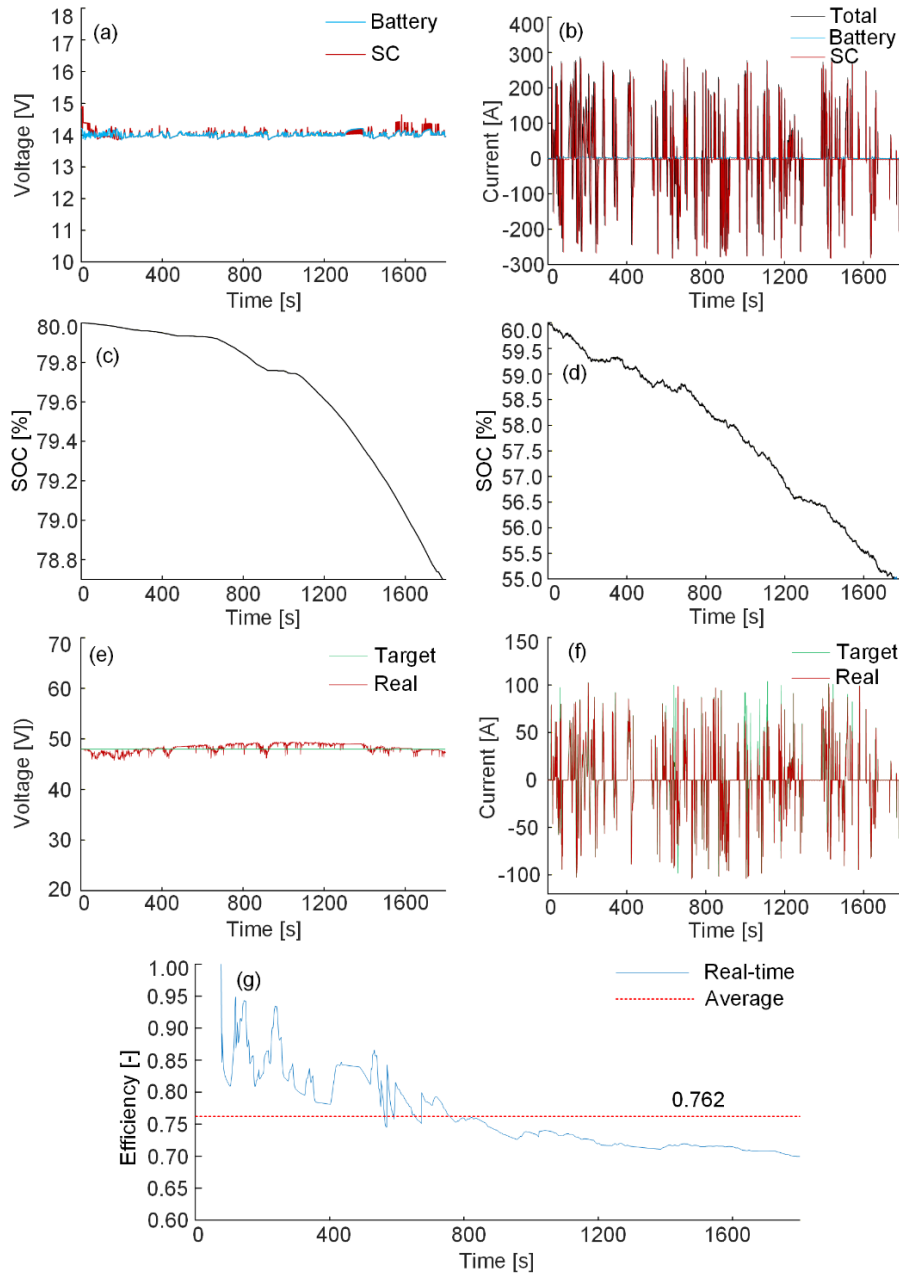 (a)
Battery
SC
Voltage [V]
18
17
16
15
14
13
12
11
10
0 400 800 1200 1600
Time [s]
(b)
Total
Battery
SC
Current [A]
400
300
200
100
0
-100
-200
-300
0 400 800 1200 1600
Time [s]
(c)
SOC [%]
80.0
79.8
79.6
79.4
79.2
79.0
78.8
0 400 800 1200 1600
Time [s]
(d)
SOC [%]
60.0
59.5
59.0
58.5
58.0
57.5
57.0
56.5
56.0
55.5
55.0
0 400 800 1200 1600
Time [s]
(e)
Target
Real
Voltage [V])
70
60
50
40
30
20
0 400 800 1200 1600
Time [s]
(f)
Target
Real
Current [A]
150
100
50
0
-50
-100
0 400 800 1200 1600
Time [s]
(g)
Real-time
Average
0.762
Efficiency [-]
1.00
0.95
0.90
0.85
0.80
0.75
0.70
0.65
0.60
0 200 400 600 800 1200 1600
Time [s]